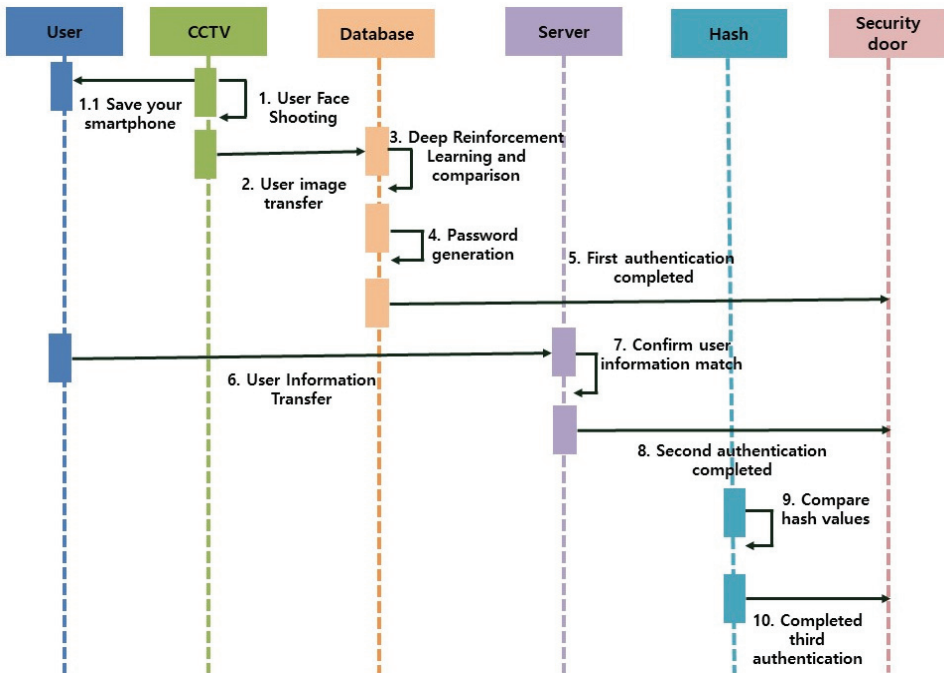 User
CCTV
Database
Server
Hash
Security
door
1. User Face
Shooting
1.1 Save your
smartphone
2. User image
transfer
3. Deep Reinforcement
Learning and
comparison
4. Password
generation
5. First authentication
completed
6. User Information
Transfer
7. Confirm user
information match
8. Second authentication
completed
9. Compare
hash values
10. Completed
third
authentication